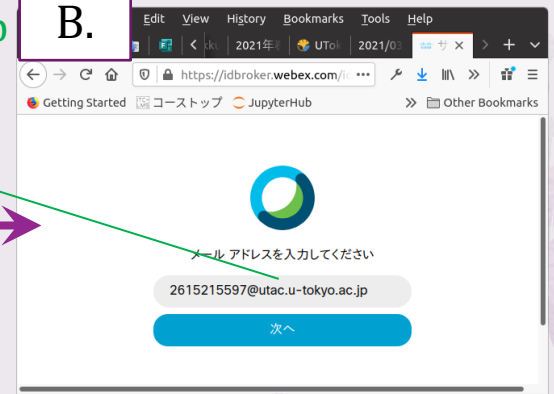 B.
Edit View History Bookmarks Tools Help
2021年
UTok
2021/03
サ
https://idbroker.webex.com/i
Getting Started コーストップ JupyterHub Other Bookmarks
メール アドレスを入力してください
2615215597@utac.u-tokyo.ac.jp
次へ